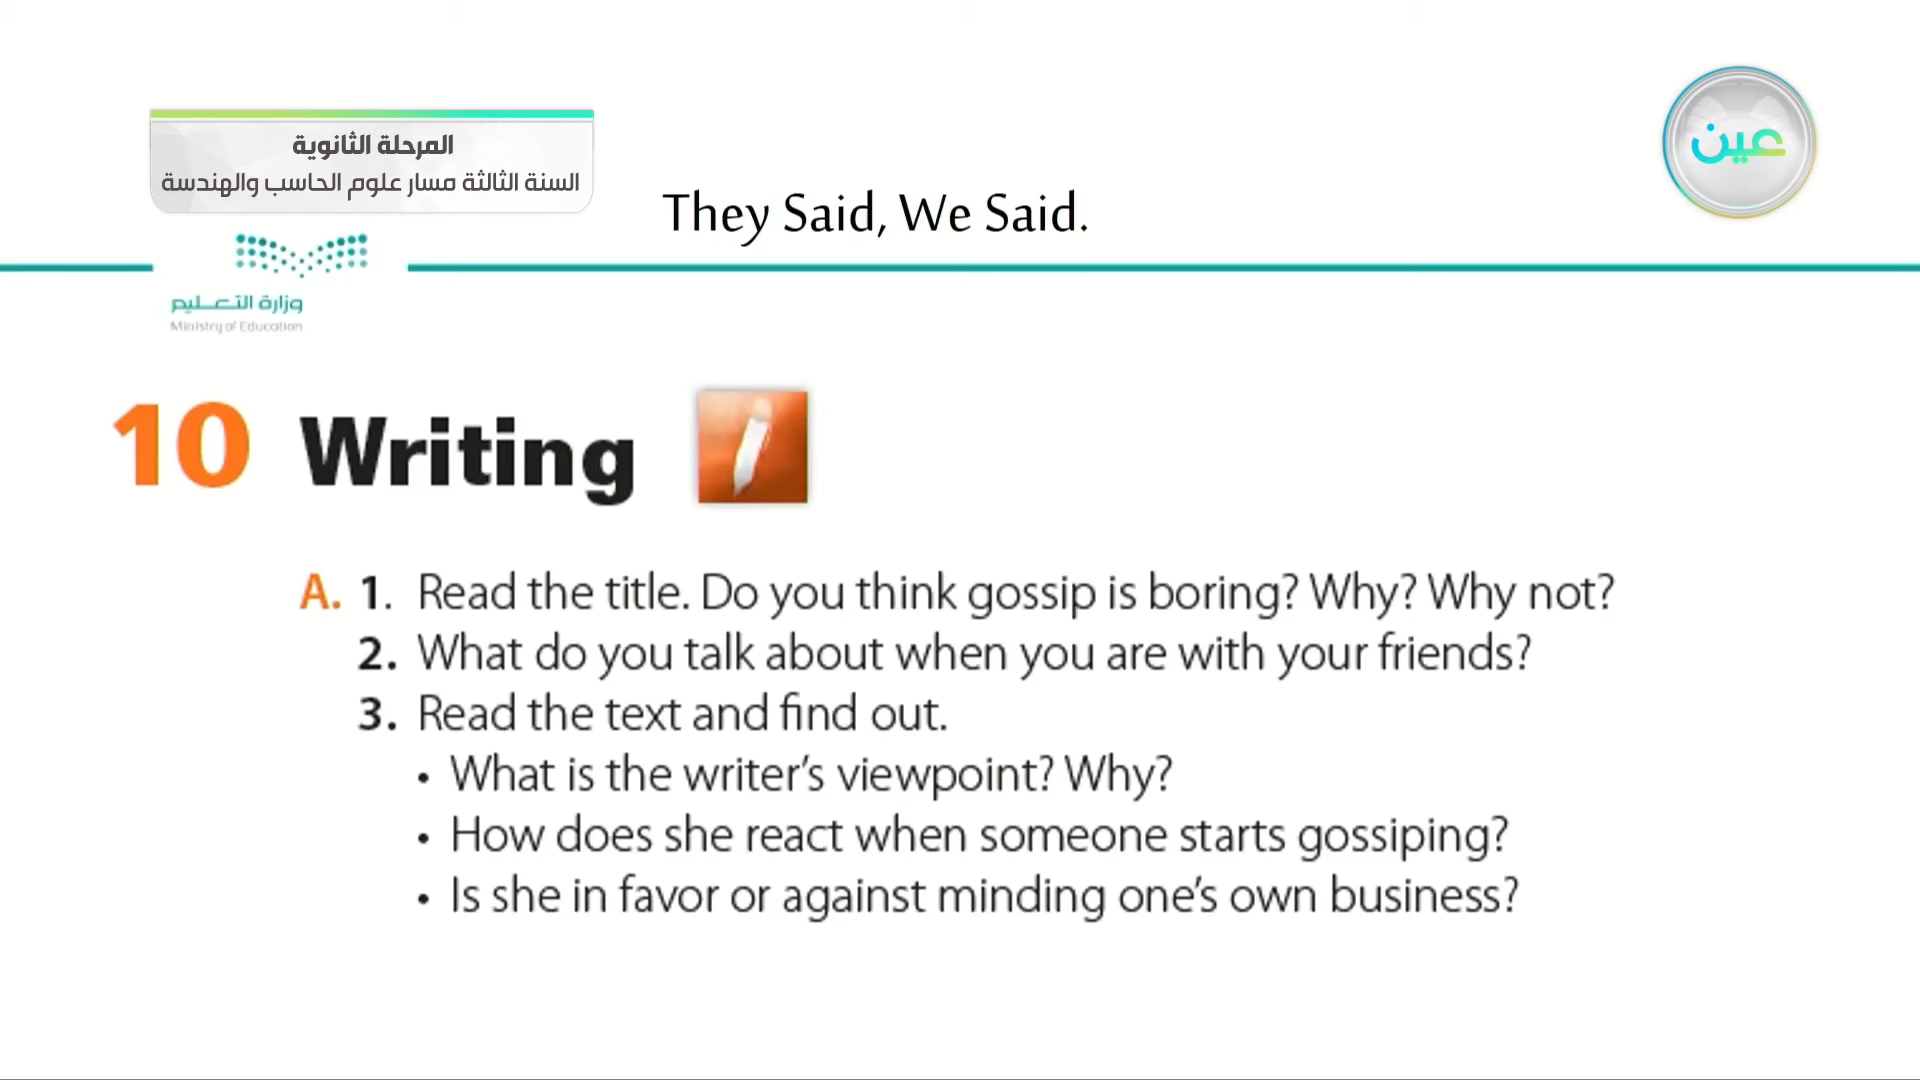 المرحلة الثانوية
السنة الثالثة مسار علوم الحاسب والهندسة
عين
They Said, We Said.
وزارة التعليم
Ministry of Education
10 Writing
A. 1. Read the title. Do you think gossip is boring? Why? Why not?
2. What do you talk about when you are with your friends?
3. Read the text and find out.
• What is the writer's viewpoint? Why?
• How does she react when someone starts gossiping?
• Is she in favor or against minding one's own business?